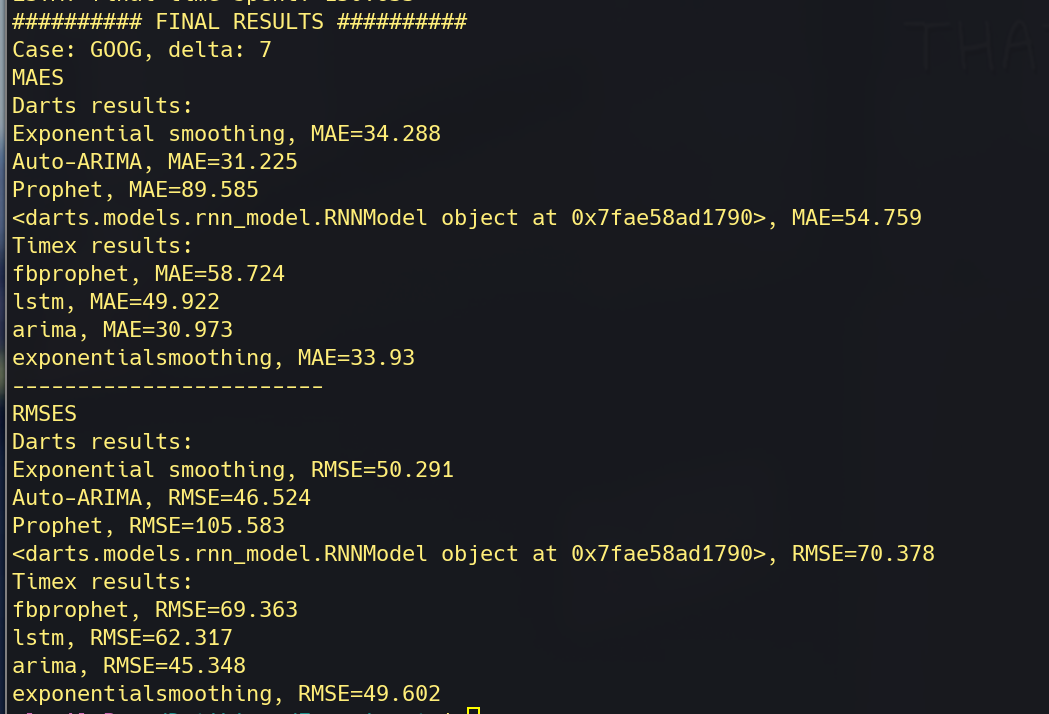 ########## FINAL RESULTS ##########
Case: GOOG, delta: 7
MAES
Darts results:
Exponential smoothing, MAE=34.288
Auto-ARIMA, MAE=31.225
Prophet, MAE=89.585
<darts.models.rnn_model.RNNModel object at 0x7fae58ad1790>, MAE=54.759
Timex results:
fbprophet, MAE=58.724
lstm, MAE=49.922
arima, MAE=30.973
exponentialsmoothing, MAE=33.93
------------------------
RMSES
Darts results:
Exponential smoothing, RMSE=50.291
Auto-ARIMA, RMSE=46.524
Prophet, RMSE=105.583
<darts.models.rnn_model.RNNModel object at 0x7fae58ad1790>, RMSE=70.378
Timex results:
fbprophet, RMSE=69.363
lstm, RMSE=62.317
arima, RMSE=45.348
exponentialsmoothing, RMSE=49.602
THA